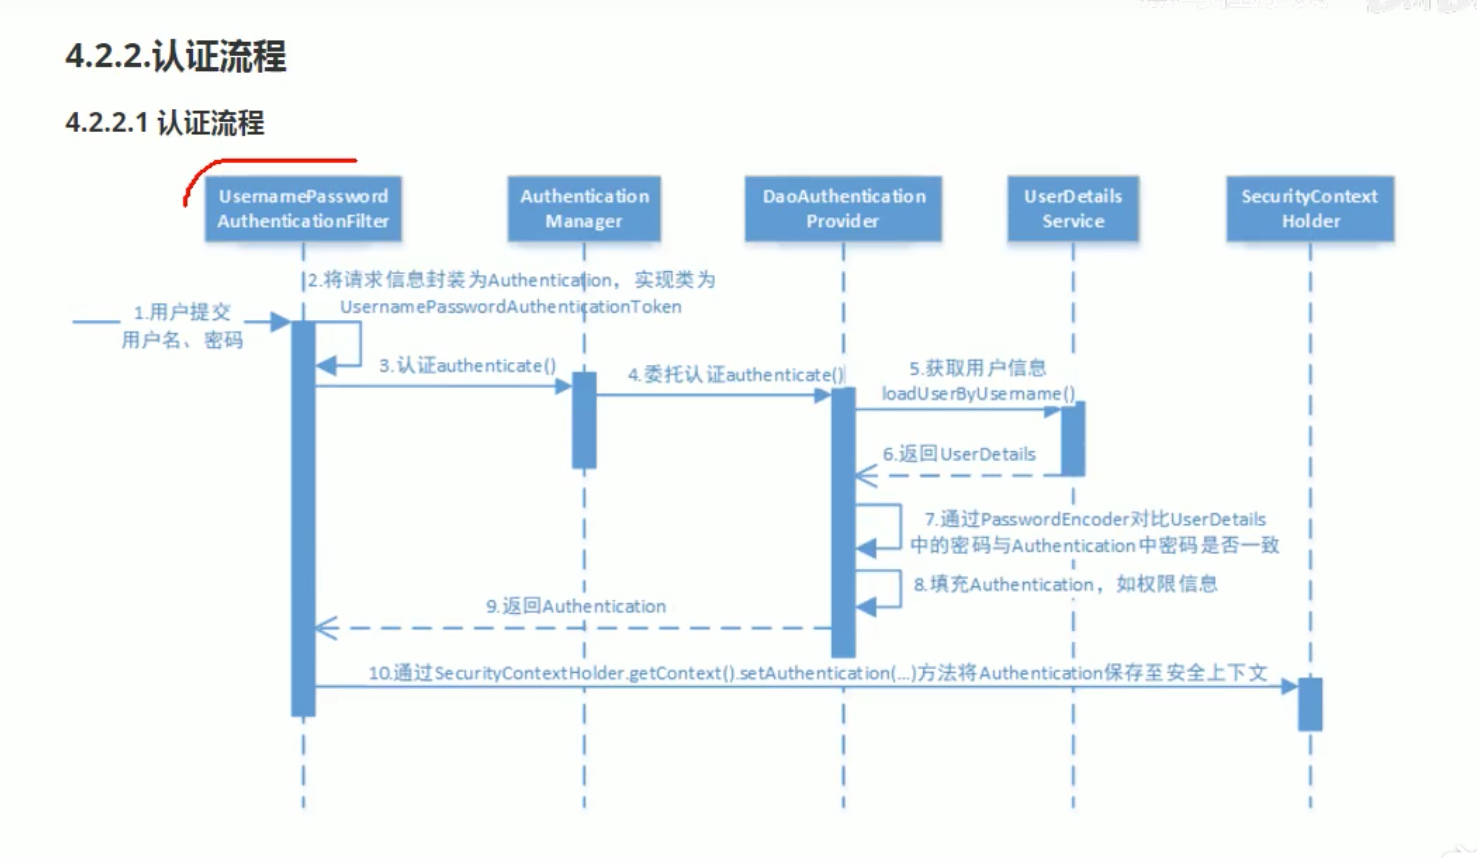 4.2.2.认证流程
4.2.2.1 认证流程
UsernamePassword
AuthenticationFilter
Authentication
Manager
DaoAuthentication
Provider
UserDetails
Service
SecurityContext
Holder
2.将请求信息封装为Authentication，实现类为
UsernamePasswordAuthenticationToken
1.用户提交
用户名、密码
3.认证authenticate()
4.委托认证authenticate()
5.获取用户信息
loadUserByUsername()
6.返回UserDetails
7.通过PasswordEncoder对比UserDetails
中的密码与Authentication中密码是否一致
8.填充Authentication，如权限信息
9.返回Authentication
10.通过SecurityContextHolder.getContext().setAuthentication(...)方法将Authentication保存至安全上下文